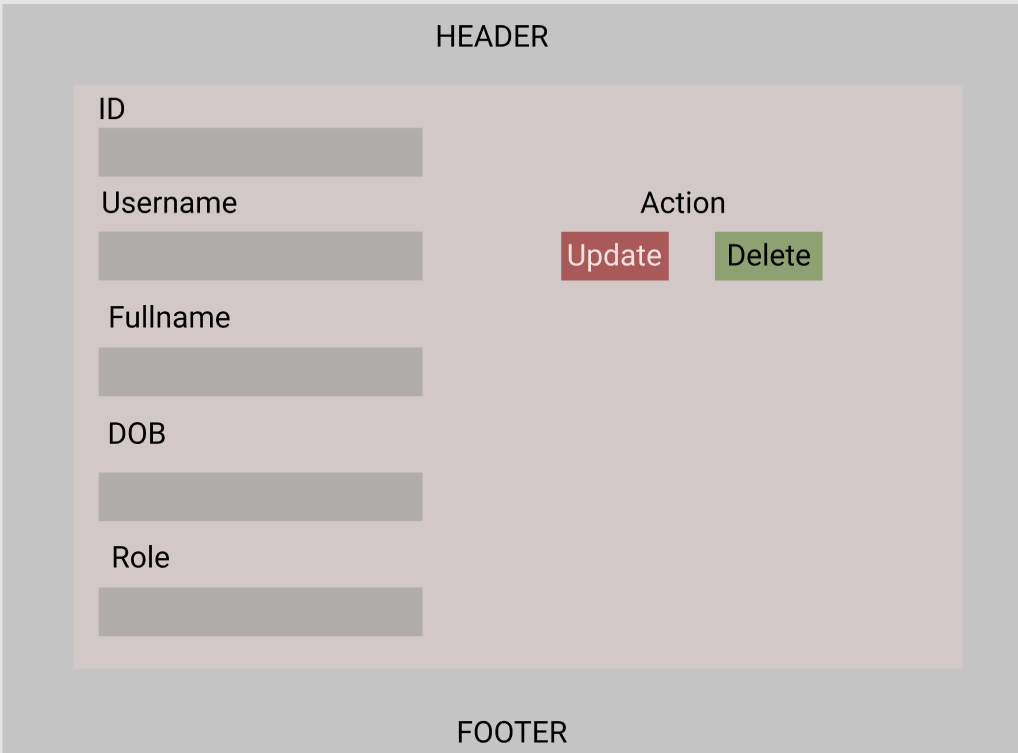 HEADER
ID
Username
Action
Update
Delete
Fullname
DOB
Role
FOOTER